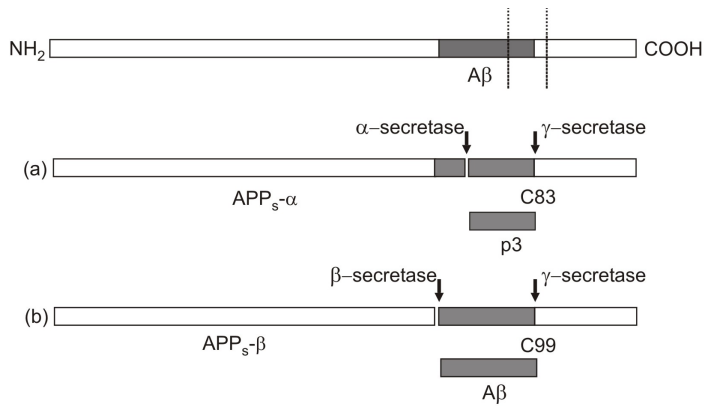 NH₂ COOH
Aβ
α–secretase γ–secretase
(a)
APPₛ-α C83
p3
β–secretase γ–secretase
(b)
APPₛ-β C99
Aβ